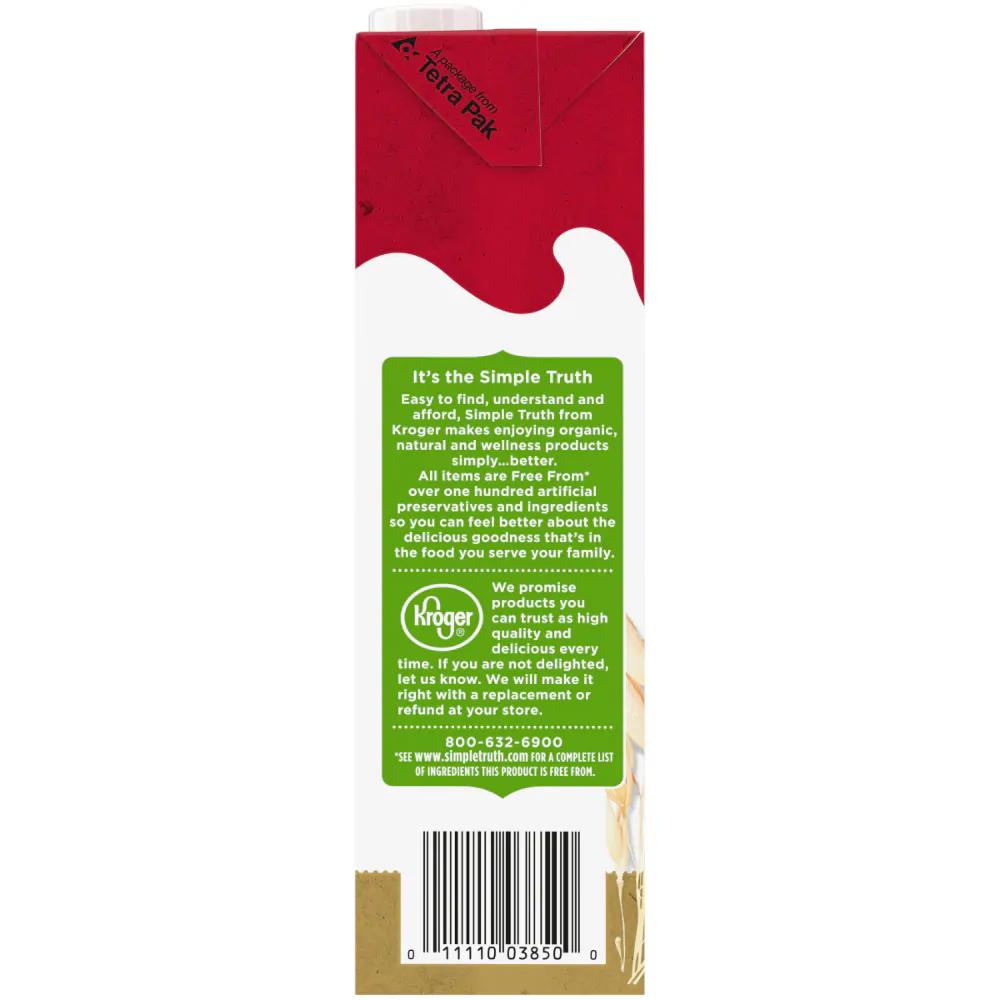 A package from
Tetra Pak
It's the Simple Truth
Easy to find, understand and
afford, Simple Truth from
Kroger makes enjoying organic,
natural and wellness products
simply...better.
All items are Free From*
over one hundred artificial
preservatives and ingredients
so you can feel better about the
delicious goodness that's in
the food you serve your family.
Kroger®
We promise
products you
can trust as high
quality and
delicious every
time. If you are not delighted,
let us know. We will make it
right with a replacement or
refund at your store.
800-632-6900
*SEE www.simpletruth.com FOR A COMPLETE LIST
OF INGREDIENTS THIS PRODUCT IS FREE FROM.
0 11110 03850 0